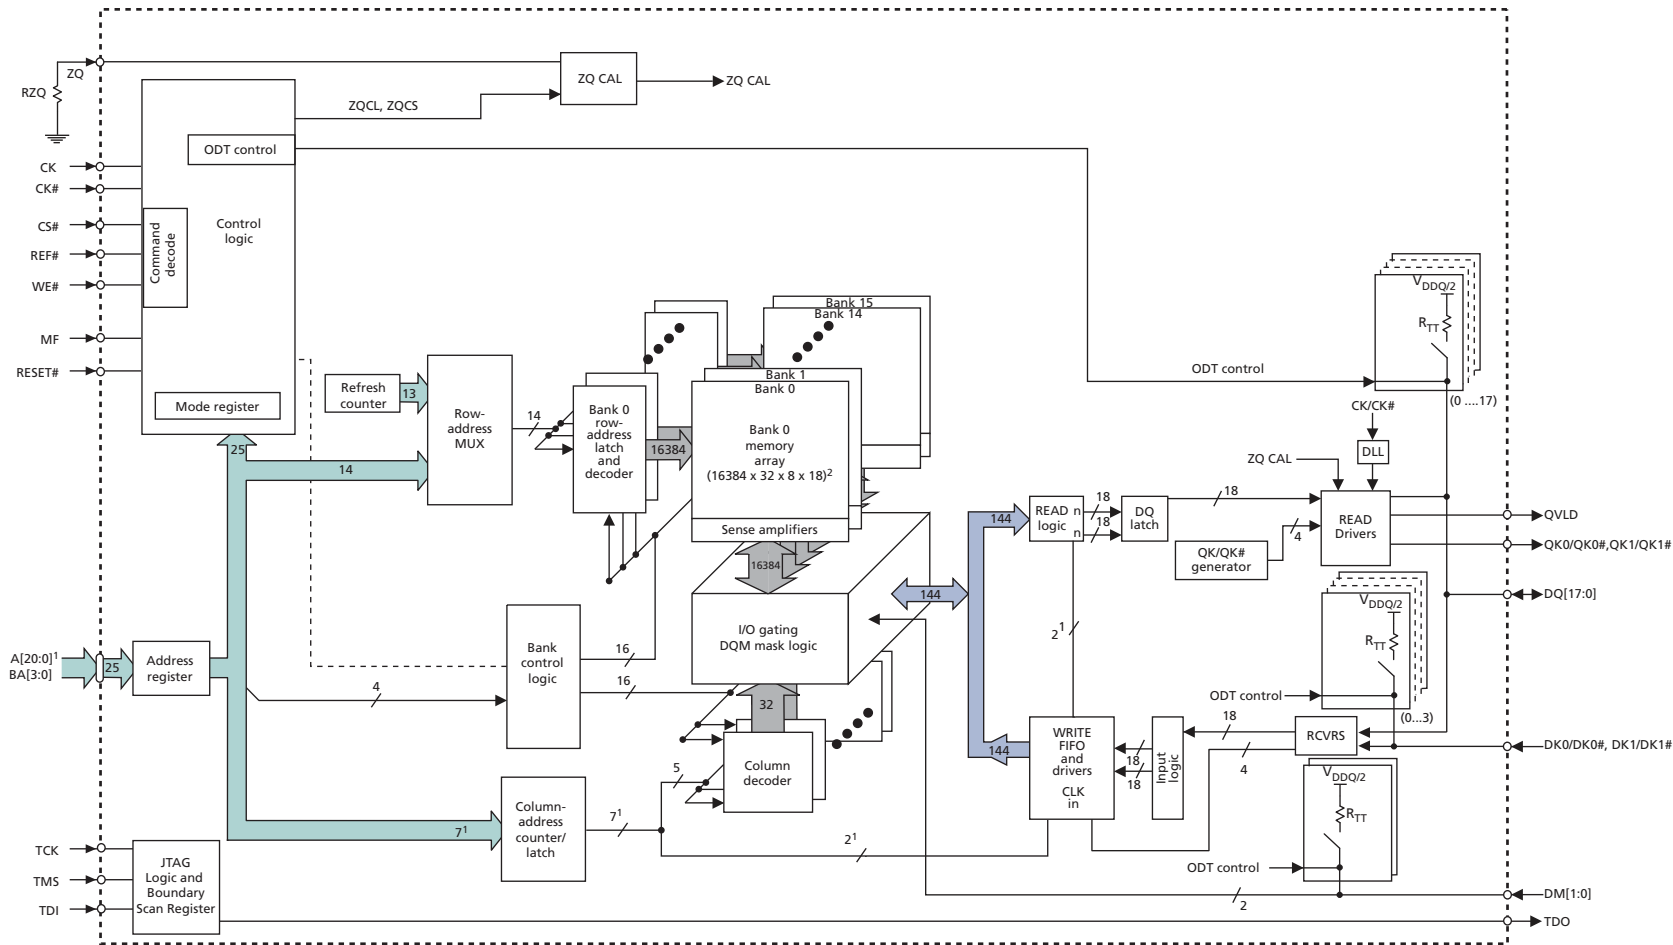 ZQ
RZQ
ZQ CAL
ZQ CAL
ZQCL, ZQCS
ODT control
CK
CK#
CS#
REF#
WE#
MF
RESET#
Command
decode
Control
logic
Mode register
25
14
Refresh
counter
13
Row-
address
MUX
14
Bank 0
row-
address
latch
and
decoder
16384
Bank 15
Bank 14
Bank 1
Bank 0
Bank 0
memory
array
(16384 x 32 x 8 x 18)²
Sense amplifiers
16384
I/O gating
DQM mask logic
32
Column
decoder
A[20:0]¹
BA[3:0]
25
Address
register
4
Bank
control
logic
16
16
7¹
Column-
address
counter/
latch
7¹
5
2¹
TCK
TMS
TDI
JTAG
Logic and
Boundary
Scan Register
144
144
144
READ n
logic
n
18
18
DQ
latch
18
2¹
WRITE
FIFO
and
drivers
CLK
in
18
18
Input
logic
18
4
RCVRS
QK/QK#
generator
4
ZQ CAL
CK/CK#
DLL
READ
Drivers
ODT control
VDDQ/2
RTT
(0 ....17)
ODT control
VDDQ/2
RTT
(0...3)
ODT control
VDDQ/2
RTT
2
QVLD
QK0/QK0#,QK1/QK1#
DQ[17:0]
DK0/DK0#, DK1/DK1#
DM[1:0]
TDO